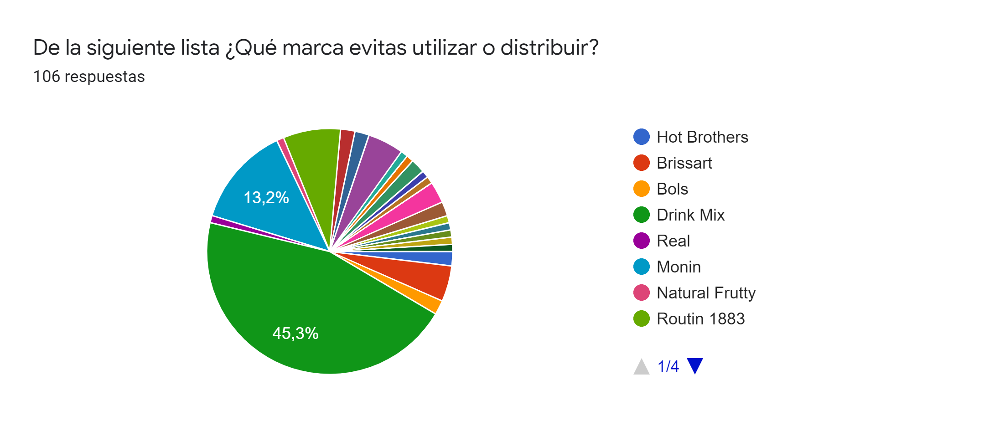 De la siguiente lista ¿Qué marca evitas utilizar o distribuir?
106 respuestas
13,2%
45,3%
Hot Brothers
Brissart
Bols
Drink Mix
Real
Monin
Natural Frutty
Routin 1883
1/4